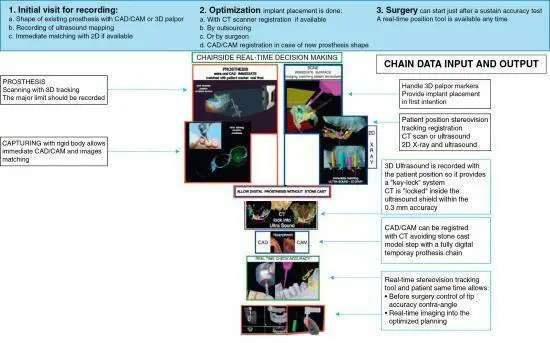 1. Initial visit for recording:
a. Shape of existing prosthesis with CAD/CAM or 3D palpor
b. Recording of ultrasound mapping
c. Immediate matching with 2D if available
2. Optimization implant placement is done:
a. With CT scanner registration if available
b. By outsourcing
c. Or by surgeon
d. CAD/CAM registration in case of new prosthesis shape
3. Surgery can start just after a sustain accuracy test
A real-time position tool is available any time
CHAIRSIDE REAL-TIME DECISION MAKING
CHAIN DATA INPUT AND OUTPUT
PROSTHESIS
Scanning with 3D tracking
The major limit should be recorded
CAPTURING with rigid body allows
immediate CAD/CAM and images
matching
PROSTHESIS
BONE
2D
X
R
A
Y
ALLOW DIGITAL PROSTHESIS WITHOUT STONE CAST
CT
lock into
Ultra Sound
CAD
TEMPORARY
CAM
REAL TIME CHECK ACCURACY
Handle 3D palpor markers
Provide implant placement
in first intention
Patient position stereovision
tracking registration
CT scan or ultrasound
2D X-ray and ultrasound
3D Ultrasound is recorded with
the patient position so it provides
a "key-lock" system
CT is "locked" inside the
ultrasound shield within the
0.3 mm accuracy
CAD/CAM can be registred
with CT avoiding stone cast
model step with a fully digital
temporay prothesis chain
Real-time stereovision tracking
tool and patient same time allows:
• Before surgery control of tip
accuracy contra-angle
• Real-time imaging into the
optimized planning